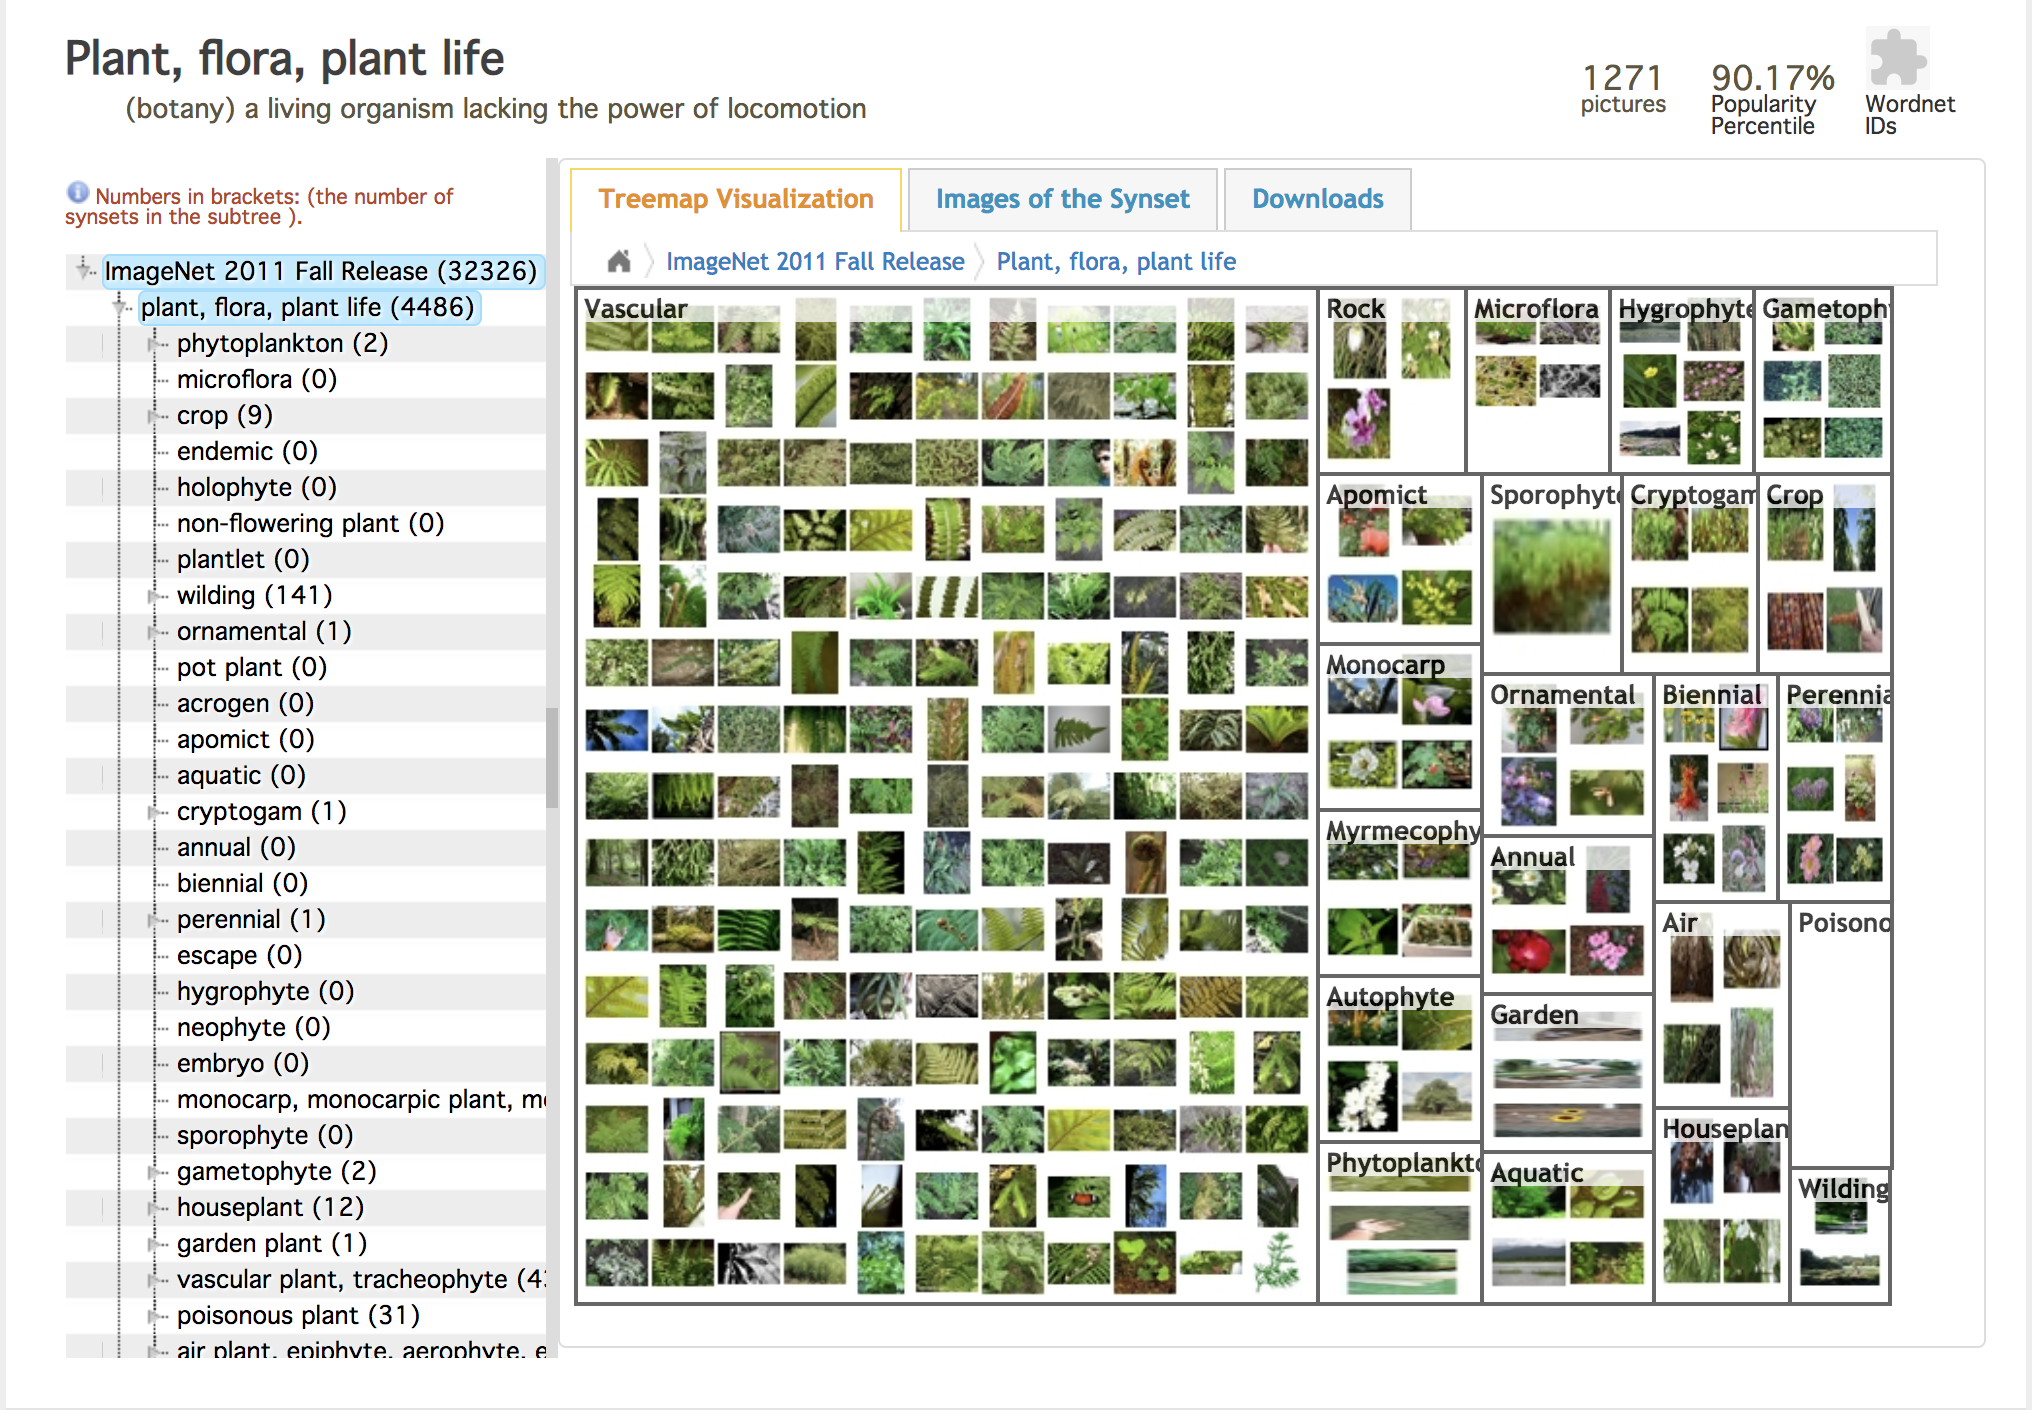 Plant, flora, plant life
(botany) a living organism lacking the power of locomotion
1271
pictures
90.17%
Popularity
Percentile
Wordnet
IDs
Numbers in brackets: (the number of
synsets in the subtree ).
ImageNet 2011 Fall Release (32326)
plant, flora, plant life (4486)
phytoplankton (2)
microflora (0)
crop (9)
endemic (0)
holophyte (0)
non-flowering plant (0)
plantlet (0)
wilding (141)
ornamental (1)
pot plant (0)
acrogen (0)
apomict (0)
aquatic (0)
cryptogam (1)
annual (0)
biennial (0)
perennial (1)
escape (0)
hygrophyte (0)
neophyte (0)
embryo (0)
monocarp, monocarpic plant, m
sporophyte (0)
gametophyte (2)
houseplant (12)
garden plant (1)
vascular plant, tracheophyte (4
poisonous plant (31)
air plant, epiphyte, aerophyte, e
Treemap Visualization
Images of the Synset
Downloads
ImageNet 2011 Fall Release
Plant, flora, plant life
Vascular
Rock
Microflora
Hygrophyte
Gametoph
Apomict
Sporophyt
Cryptogam
Crop
Monocarp
Ornamental
Biennial
Perennia
Myrmecophy
Annual
Air
Poisono
Autophyte
Garden
Houseplan
Phytoplankt
Aquatic
Wilding